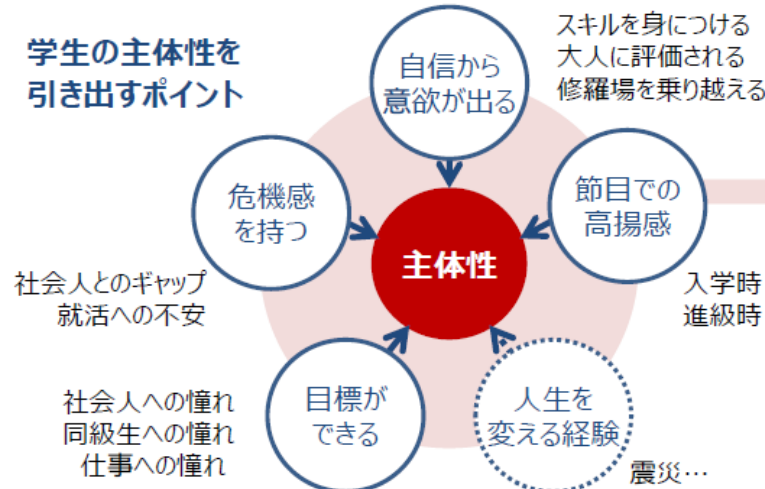 学生の主体性を
引き出すポイント
自信から
意欲が出る
スキルを身につける
大人に評価される
修羅場を乗り越える
危機感
を持つ
節目での
高揚感
主体性
社会人とのギャップ
就活への不安
入学時
進級時
社会人への憧れ
同級生への憧れ
仕事への憧れ
目標が
できる
人生を
変える経験
震災…